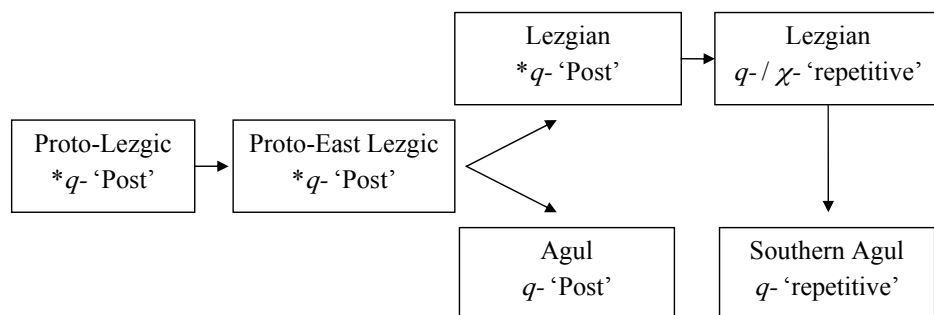 Lezgian
*q- ‘Post’
Lezgian
q- / χ- ‘repetitive’
Proto-Lezgic
*q- ‘Post’
Proto-East Lezgic
*q- ‘Post’
Agul
q- ‘Post’
Southern Agul
q- ‘repetitive’